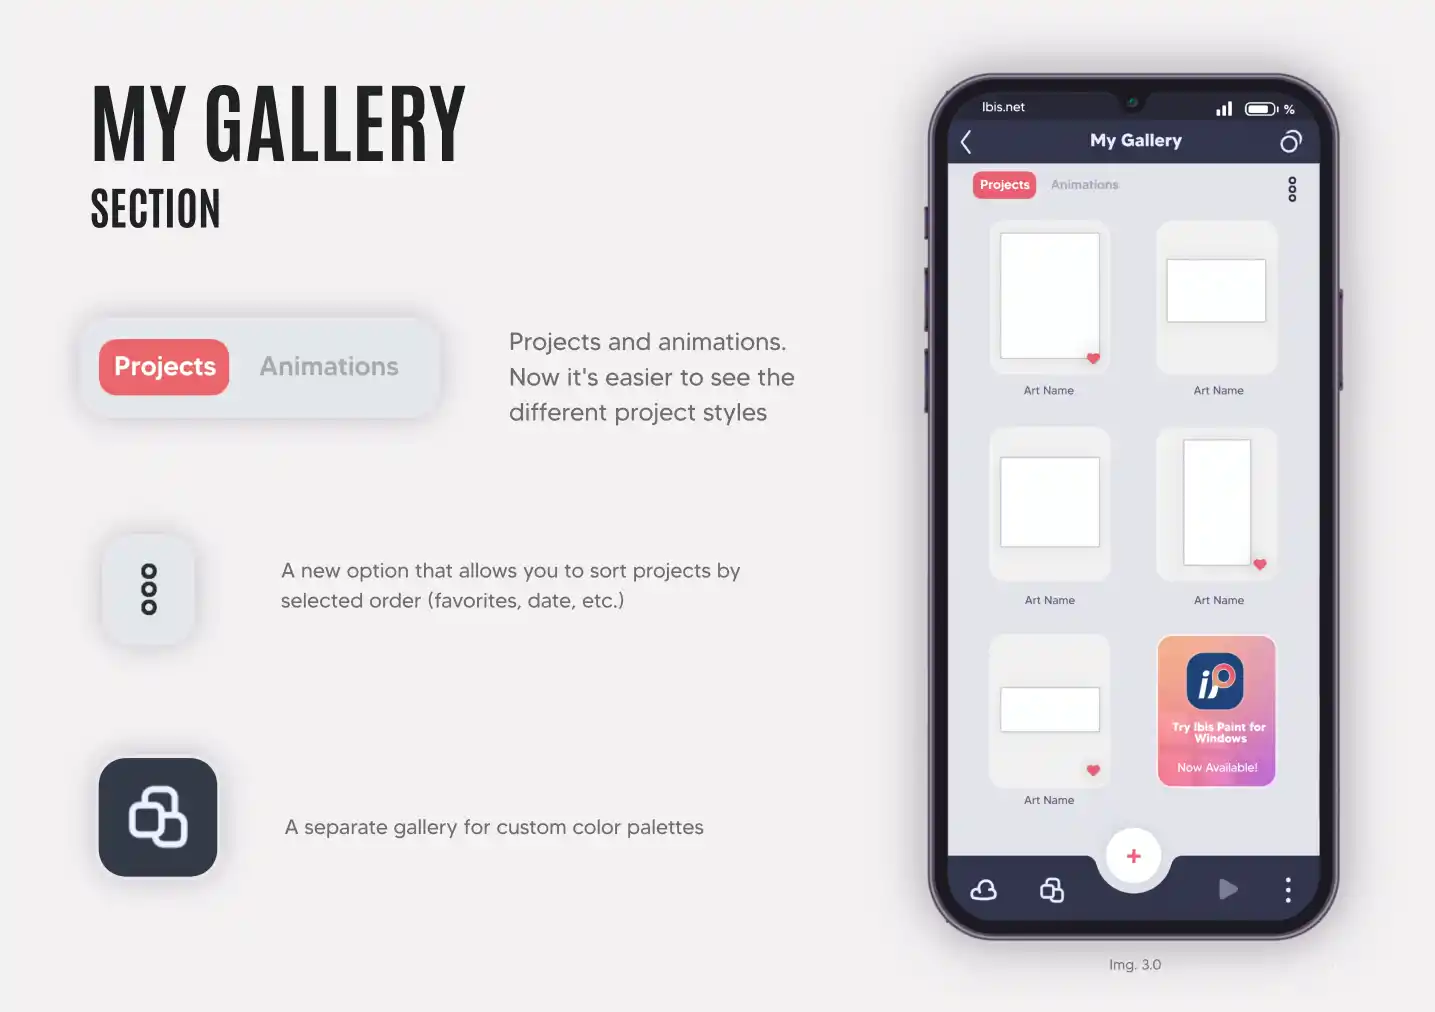 MY GALLERY
SECTION
Projects Animations
Projects and animations.
Now it's easier to see the
different project styles
A new option that allows you to sort projects by
selected order (favorites, date, etc.)
A separate gallery for custom color palettes
Ibis.net %
My Gallery
Projects Animations
Art Name Art Name
Art Name Art Name
ip
Try Ibis Paint for
Windows
Now Available!
Art Name
+
Img. 3.0